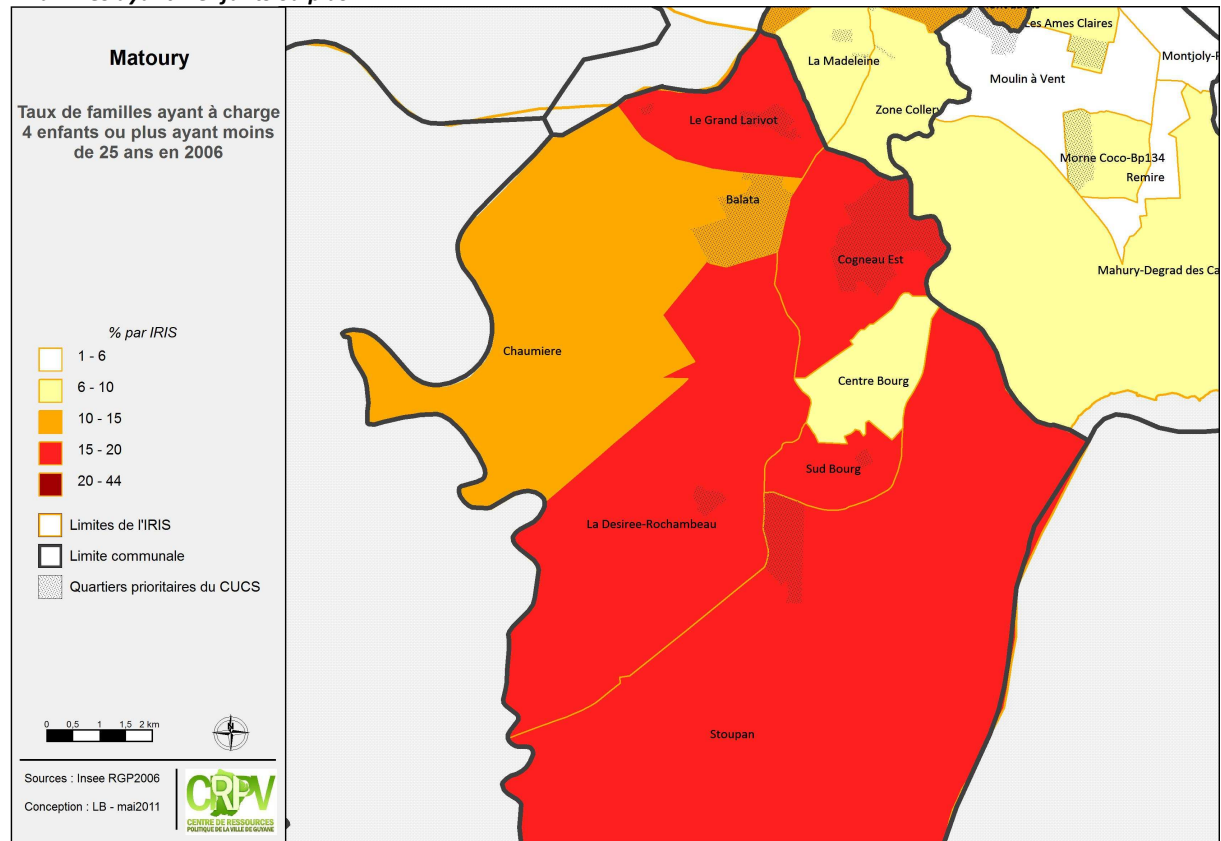 Matoury
Taux de familles ayant à charge
4 enfants ou plus ayant moins
de 25 ans en 2006
% par IRIS
1 - 6
6 - 10
10 - 15
15 - 20
20 - 44
Limites de l'IRIS
Limite communale
Quartiers prioritaires du CUCS
0 0,5 1 1,5 2 km
N
Sources : Insee RGP2006
Conception : LB - mai2011
CRPV
CENTRE DE RESSOURCES
POLITIQUE DE LA VILLE DE GUYANE
Les Ames Claires
La Madeleine
Montjoly-
Moulin à Vent
Zone Coller
Le Grand Larivot
Morne Coco-Bp134
Remire
Balata
Cogneau Est
Mahury-Degrad des Ca
Chaumiere
Centre Bourg
Sud Bourg
La Desiree-Rochambeau
Stoupan